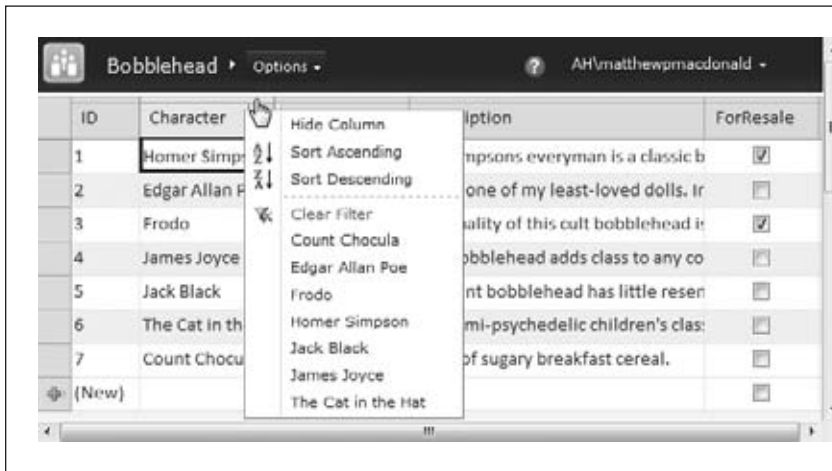 Bobblehead Options AH\matthewpmacdonald
ID Character iption ForResale
1 Homer Simps mpsons everyman is a classic b
2 Edgar Allan P one of my least-loved dolls. Ir
3 Frodo ality of this cult bobblehead is
4 James Joyce obblehead adds class to any co
5 Jack Black nt bobblehead has little resen
6 The Cat in th mi-psychedelic children's clas
7 Count Chocu of sugary breakfast cereal.
(New)
Hide Column
Sort Ascending
Sort Descending
Clear Filter
Count Chocula
Edgar Allan Poe
Frodo
Homer Simpson
Jack Black
James Joyce
The Cat in the Hat